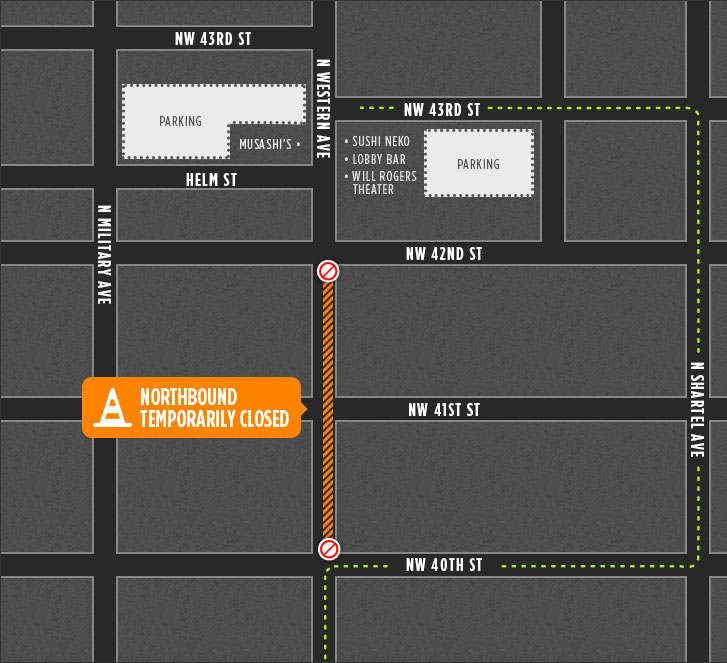 NW 43RD ST
N WESTERN AVE
NW 43RD ST
PARKING
MUSASHI'S •
• SUSHI NEKO
• LOBBY BAR
• WILL ROGERS
THEATER
PARKING
HELM ST
N MILITARY AVE
NW 42ND ST
NORTHBOUND
TEMPORARILY CLOSED
NW 41ST ST
N SHARTEL AVE
NW 40TH ST